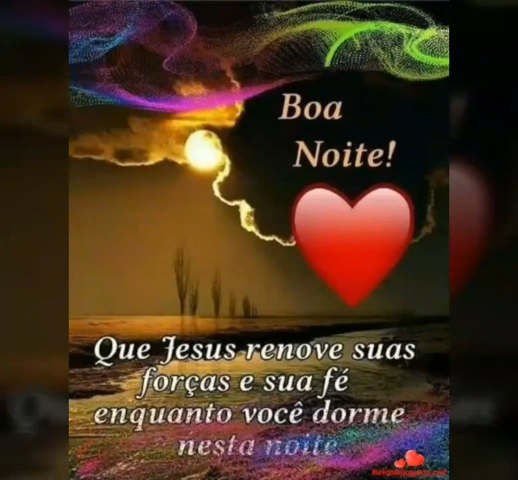 Boa
Noite!
Que Jesus renove suas
forças e sua fé
enquanto você dorme
nesta noite.